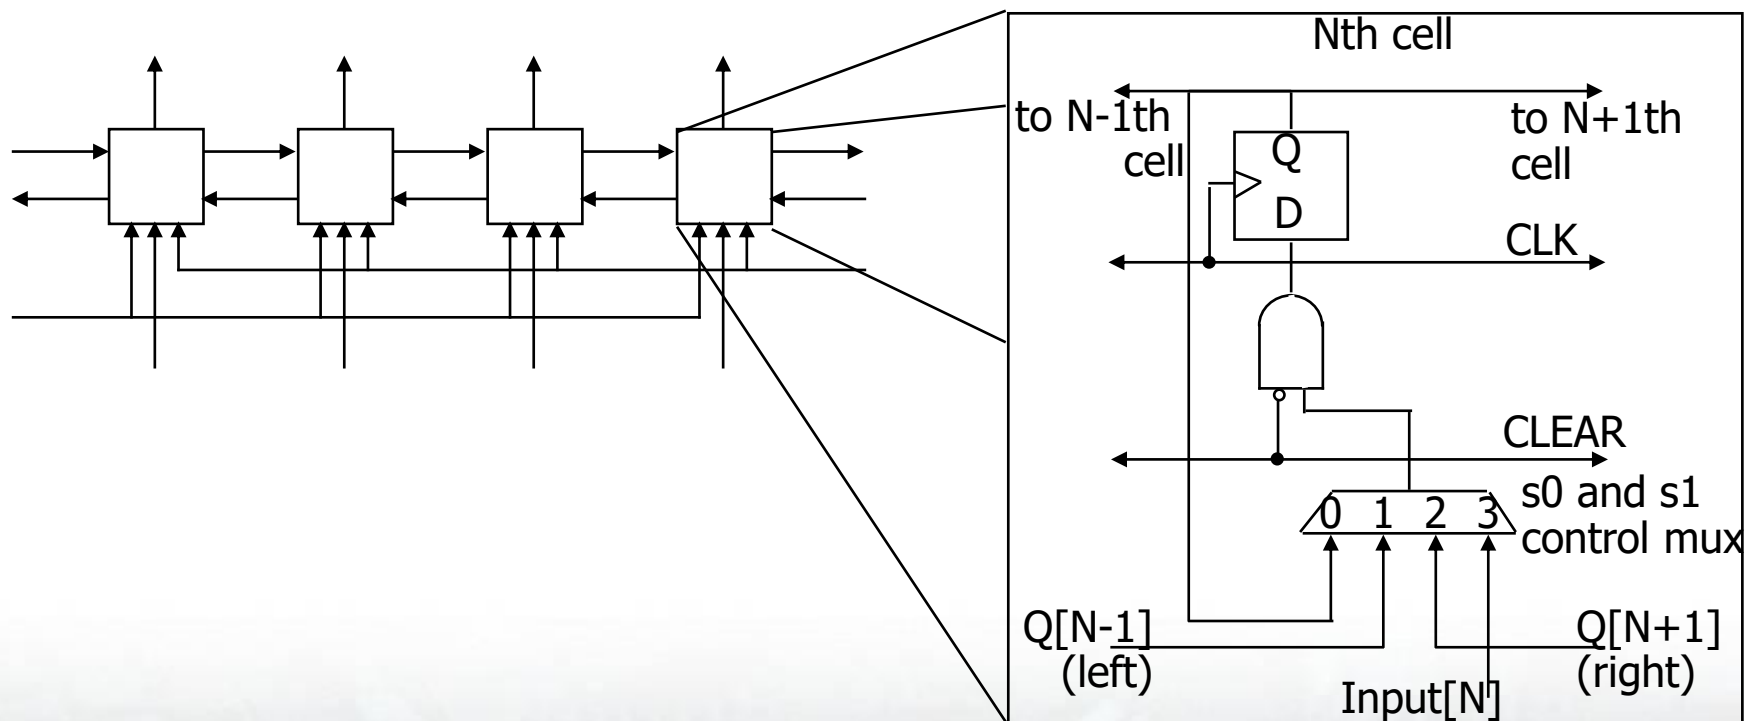 Nth cell
to N-1th
cell
to N+1th
cell
Q
D
CLK
CLEAR
s0 and s1
control mux
0 1 2 3
Q[N-1]
(left)
Q[N+1]
(right)
Input[N]